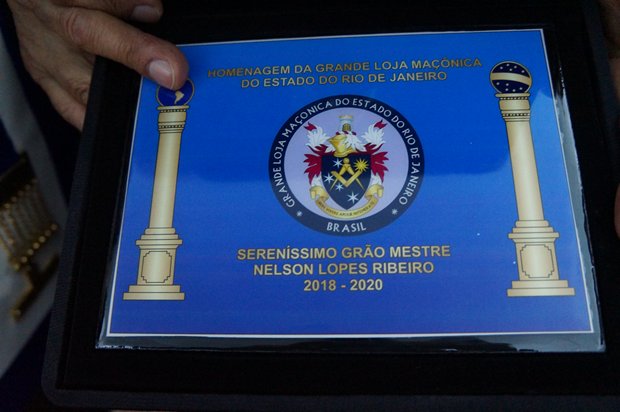 HOMENAGEM DA GRANDE LOJA MAÇÔNICA
DO ESTADO DO RIO DE JANEIRO
GRANDE LOJA MAÇONICA DO ESTADO DO RIO DE JANEIRO
BRASIL
SERENÍSSIMO GRÃO MESTRE
NELSON LOPES RIBEIRO
2018 - 2020